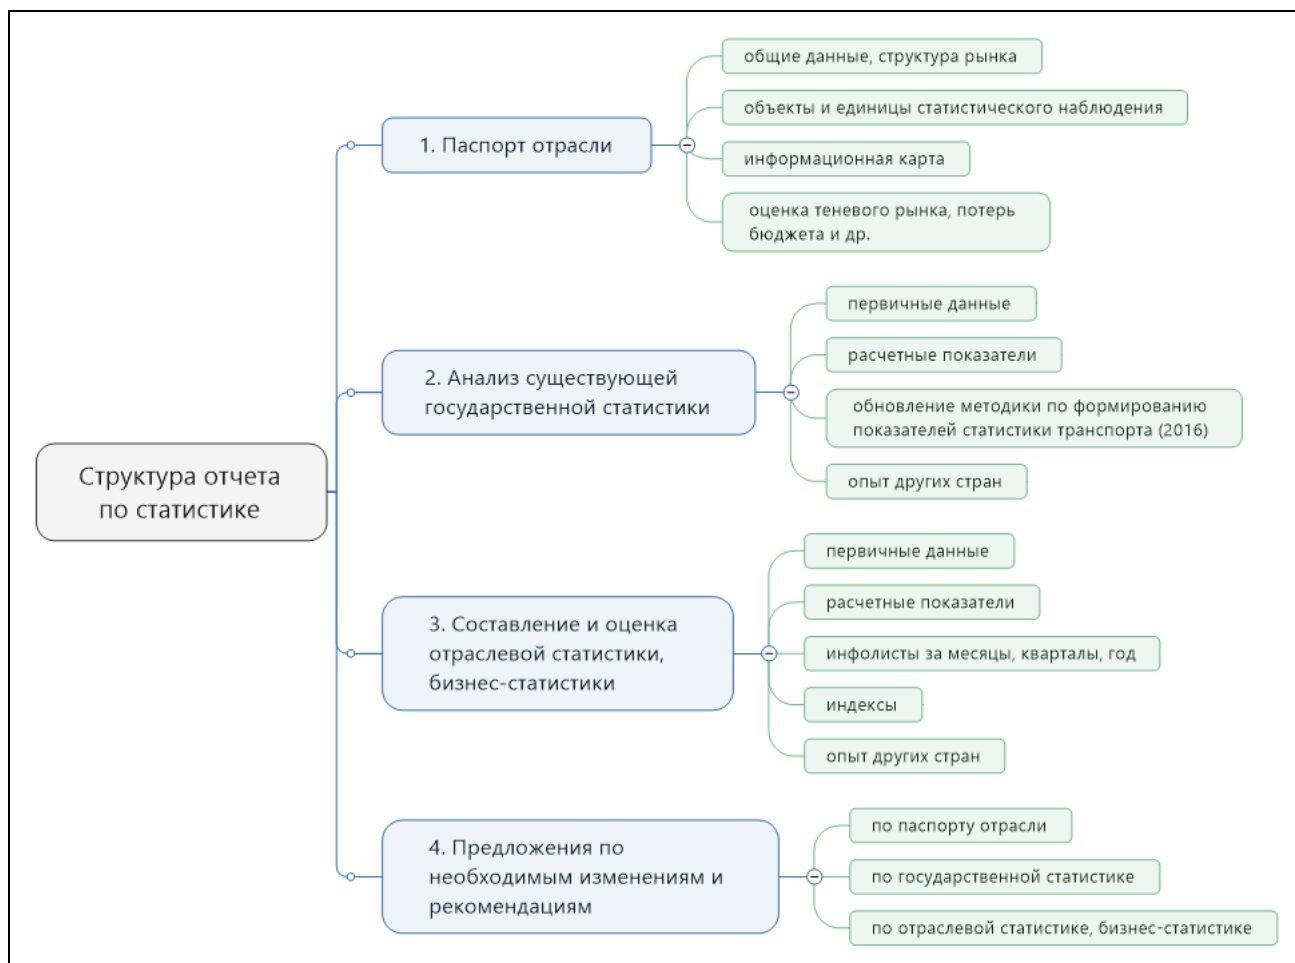 Структура отчета
по статистике
1. Паспорт отрасли
общие данные, структура рынка
объекты и единицы статистического наблюдения
информационная карта
оценка теневого рынка, потерь
бюджета и др.
2. Анализ существующей
государственной статистики
первичные данные
расчетные показатели
обновление методики по формированию
показателей статистики транспорта (2016)
опыт других стран
3. Составление и оценка
отраслевой статистики,
бизнес-статистики
первичные данные
расчетные показатели
инфолисты за месяцы, кварталы, год
индексы
опыт других стран
4. Предложения по
необходимым изменениям и
рекомендациям
по паспорту отрасли
по государственной статистике
по отраслевой статистике, бизнес-статистике